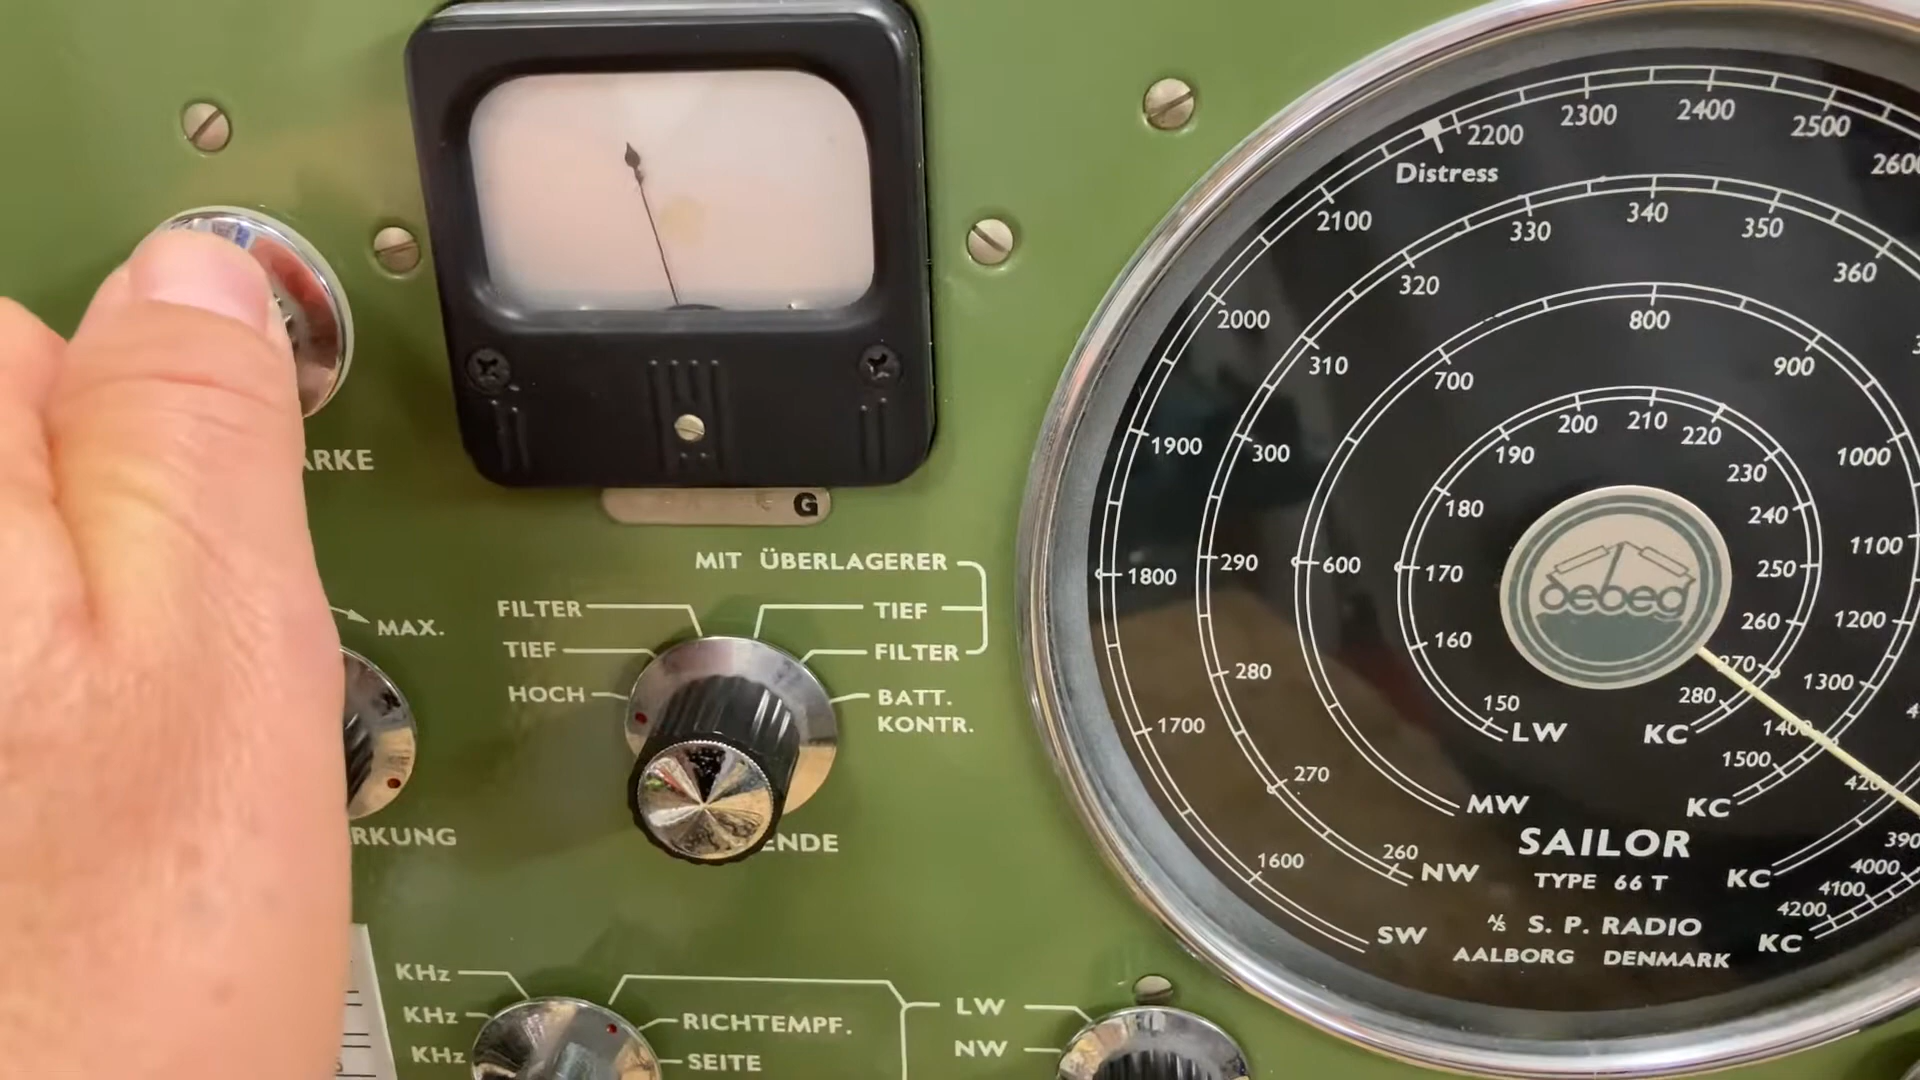 ARKE
G
MAX.
RKUNG
MIT ÜBERLAGERER
FILTER
TIEF
HOCH
TIEF
FILTER
BATT.
KONTR.
ENDE
KHz
KHz
KHz
RICHTEMPF.
SEITE
LW
NW
Distress
1600 1700 1800 1900 2000 2100 2200 2300 2400 2500 2600
SW
3900
4000
4100
4200
KC
260 270 280 290 300 310 320 330 340 350 360
NW
420
KC
600 700 800 900 1000 1100 1200 1300 1400 1500
MW
KC
150 160 170 180 190 200 210 220 230 240 250 260 270 280
LW
KC
debeg
SAILOR
TYPE 66 T
A/S S. P. RADIO
AALBORG DENMARK